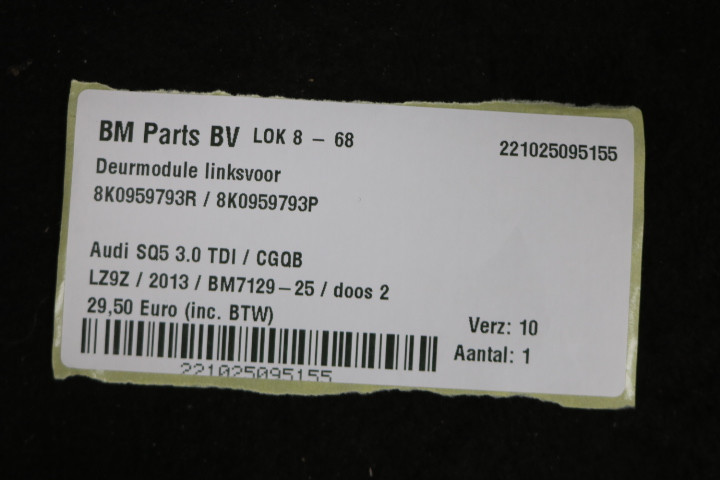 BM Parts BV LOK 8 – 68
221025095155
Deurmodule linksvoor
8K0959793R / 8K0959793P
Audi SQ5 3.0 TDI / CGQB
LZ9Z / 2013 / BM7129-25 / doos 2
29,50 Euro (inc. BTW)
Verz: 10
Aantal: 1
221025095155